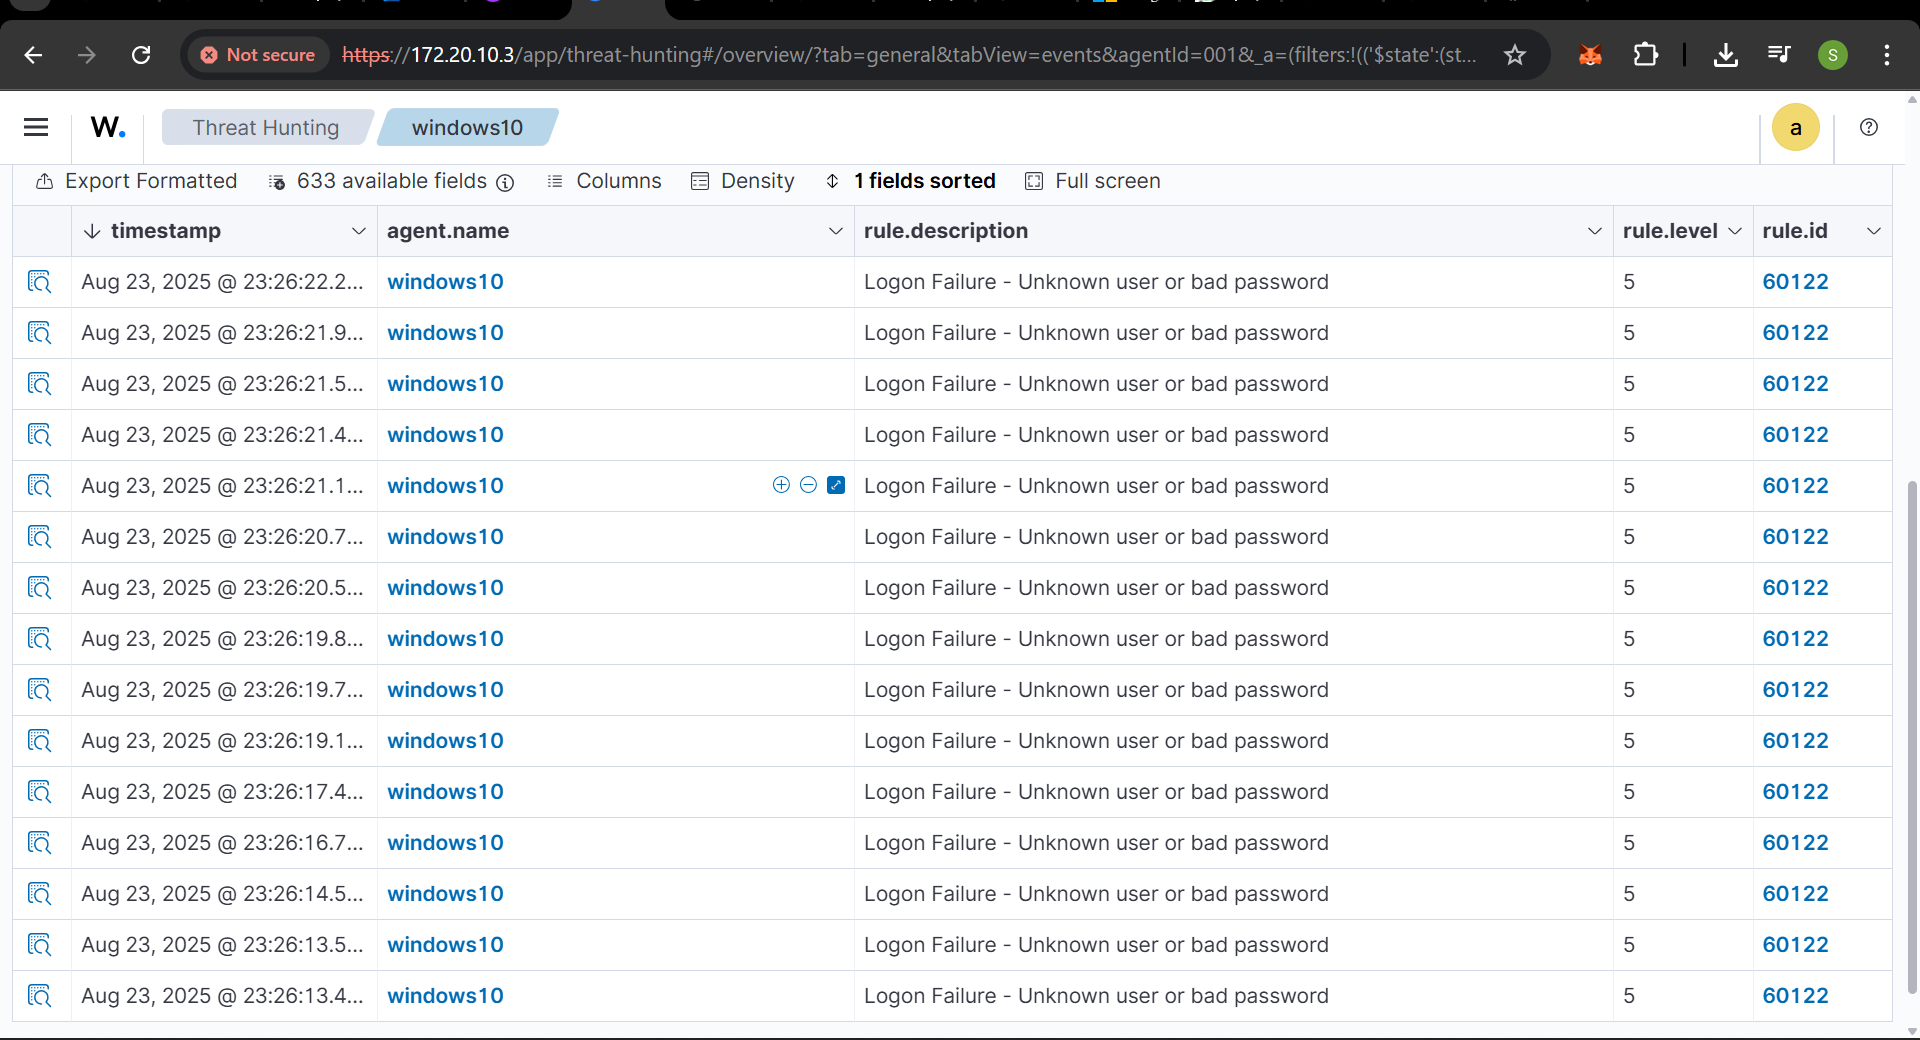 Not secure https://172.20.10.3/app/threat-hunting#/overview/?tab=general&tabView=events&agentId=001&_a=(filters:!(('$state':(st... S
W. Threat Hunting windows10 a
Export Formatted 633 available fields Columns Density 1 fields sorted Full screen
timestamp agent.name rule.description rule.level rule.id
Aug 23, 2025 @ 23:26:22.2... windows10 Logon Failure - Unknown user or bad password 5 60122
Aug 23, 2025 @ 23:26:21.9... windows10 Logon Failure - Unknown user or bad password 5 60122
Aug 23, 2025 @ 23:26:21.5... windows10 Logon Failure - Unknown user or bad password 5 60122
Aug 23, 2025 @ 23:26:21.4... windows10 Logon Failure - Unknown user or bad password 5 60122
Aug 23, 2025 @ 23:26:21.1... windows10 Logon Failure - Unknown user or bad password 5 60122
Aug 23, 2025 @ 23:26:20.7... windows10 Logon Failure - Unknown user or bad password 5 60122
Aug 23, 2025 @ 23:26:20.5... windows10 Logon Failure - Unknown user or bad password 5 60122
Aug 23, 2025 @ 23:26:19.8... windows10 Logon Failure - Unknown user or bad password 5 60122
Aug 23, 2025 @ 23:26:19.7... windows10 Logon Failure - Unknown user or bad password 5 60122
Aug 23, 2025 @ 23:26:19.1... windows10 Logon Failure - Unknown user or bad password 5 60122
Aug 23, 2025 @ 23:26:17.4... windows10 Logon Failure - Unknown user or bad password 5 60122
Aug 23, 2025 @ 23:26:16.7... windows10 Logon Failure - Unknown user or bad password 5 60122
Aug 23, 2025 @ 23:26:14.5... windows10 Logon Failure - Unknown user or bad password 5 60122
Aug 23, 2025 @ 23:26:13.5... windows10 Logon Failure - Unknown user or bad password 5 60122
Aug 23, 2025 @ 23:26:13.4... windows10 Logon Failure - Unknown user or bad password 5 60122